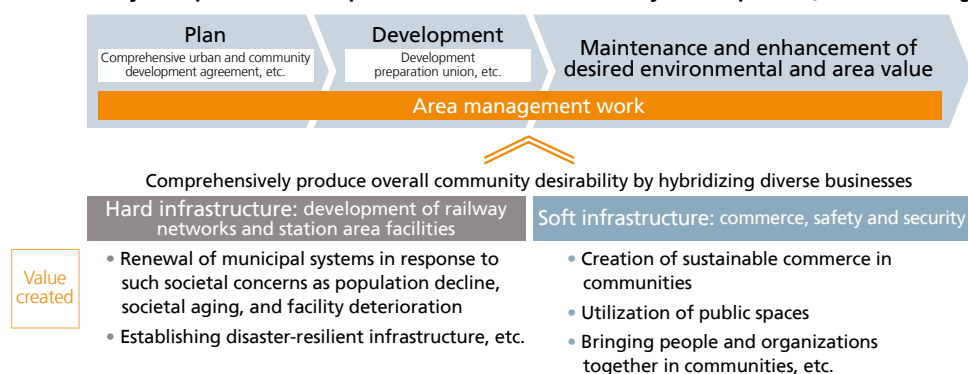 Plan
Comprehensive urban and community
development agreement, etc.
Development
Development
preparation union, etc.
Maintenance and enhancement of
desired environmental and area value
Area management work
Comprehensively produce overall community desirability by hybridizing diverse businesses
Hard infrastructure: development of railway
networks and station area facilities
Soft infrastructure: commerce, safety and security
Value
created
• Renewal of municipal systems in response to
such societal concerns as population decline,
societal aging, and facility deterioration
• Establishing disaster-resilient infrastructure, etc.
• Creation of sustainable commerce in
communities
• Utilization of public spaces
• Bringing people and organizations
together in communities, etc.